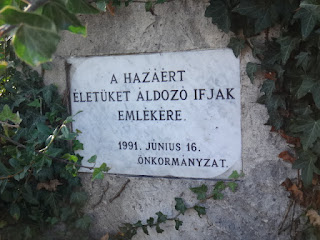 A HAZÁÉRT
ÉLETÜKET ÁLDOZÓ IFJAK
EMLÉKÉRE.
1991. JÚNIUS 16.
ÖNKORMÁNYZAT.